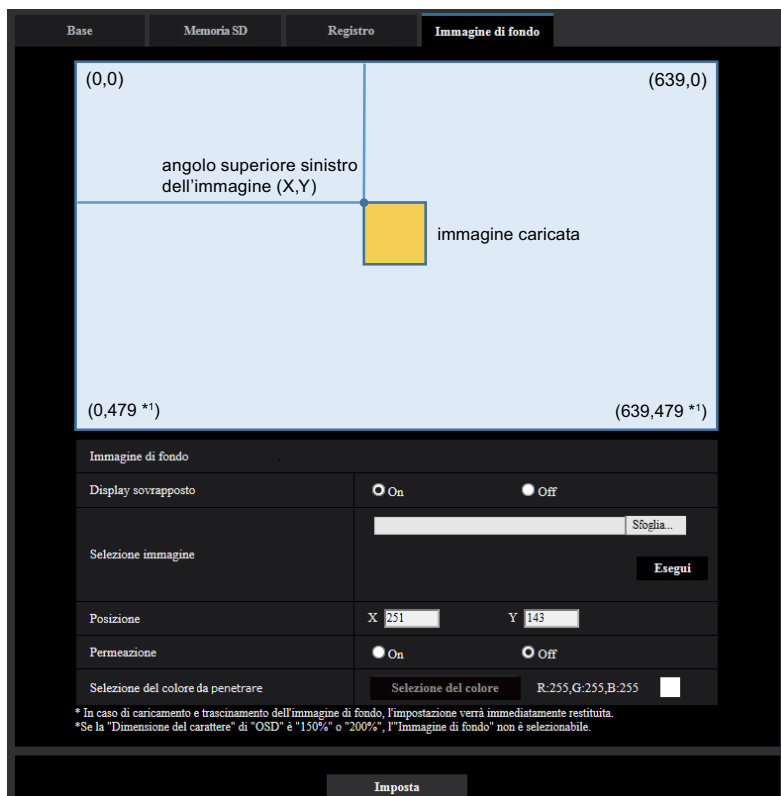 Base Memoria SD Registro Immagine di fondo
(0,0) (639,0)
angolo superiore sinistro
dell'immagine (X,Y)
immagine caricata
(0,479 *1) (639,479 *1)
Immagine di fondo
Display sovrapposto On Off
Sfoglia...
Selezione immagine
Esegui
Posizione X 251 Y 143
Permeazione On Off
Selezione del colore da penetrare Selezione del colore R:255,G:255,B:255
* In caso di caricamento e trascinamento dell'immagine di fondo, l'impostazione verrà immediatamente restituita.
*Se la "Dimensione del carattere" di "OSD" è "150%" o "200%", l'"Immagine di fondo" non è selezionabile.
Imposta